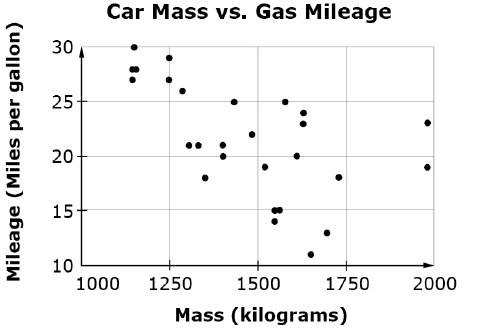 Car Mass vs. Gas Mileage
Mileage (Miles per gallon)
30
25
20
15
10
1000 1250 1500 1750 2000
Mass (kilograms)